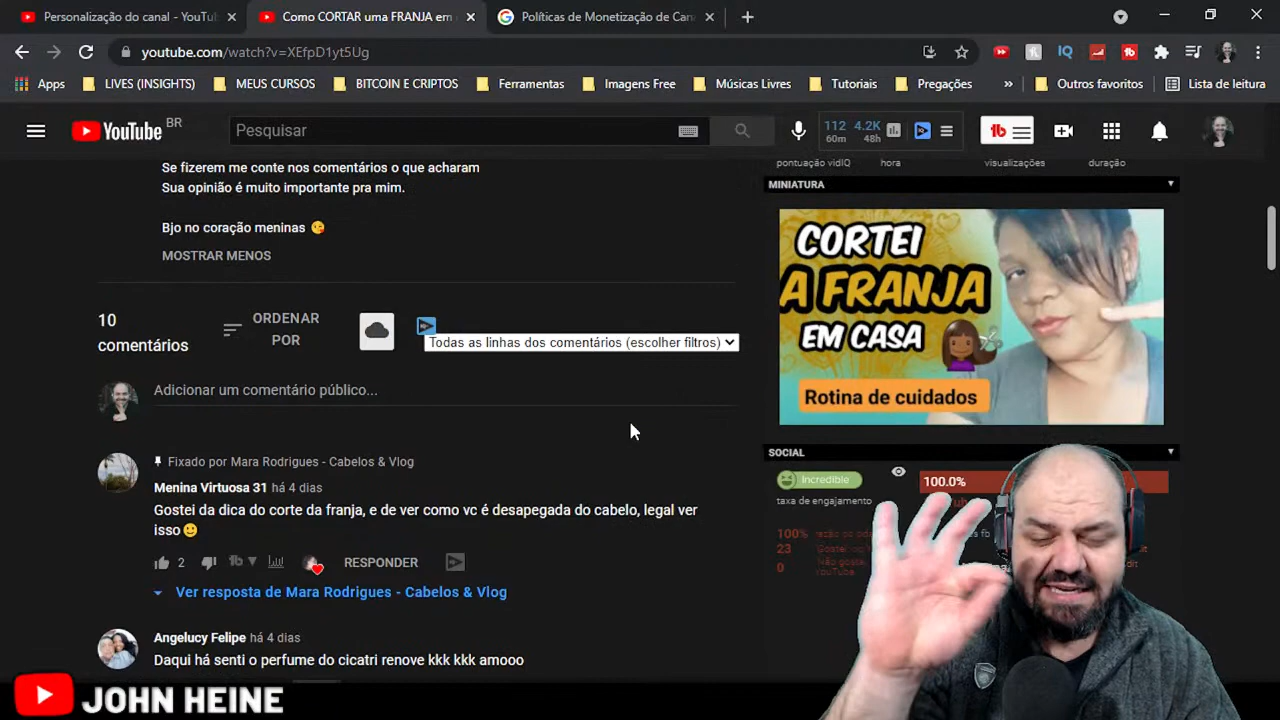 Personalização do canal - YouTu
Como CORTAR uma FRANJA em
Políticas de Monetização de Can
youtube.com/watch?v=XEfpD1yt5Ug
Apps
LIVES (INSIGHTS)
MEUS CURSOS
BITCOIN E CRIPTOS
Ferramentas
Imagens Free
Músicas Livres
Tutoriais
Pregações
»
Outros favoritos
Lista de leitura
YouTube BR
Pesquisar
112 4.2K
60m 48h
pontuação vidIQ
hora
visualizações
duração
Se fizerem me conte nos comentários o que acharam
Sua opinião é muito importante pra mim.
Bjo no coração meninas 😘
MOSTRAR MENOS
10
comentários
ORDENAR
POR
Todas as linhas dos comentários (escolher filtros)
Adicionar um comentário público...
Fixado por Mara Rodrigues - Cabelos & Vlog
Menina Virtuosa 31 há 4 dias
Gostei da dica do corte da franja, e de ver como vc é desapegada do cabelo, legal ver
isso🙂
2
RESPONDER
Ver resposta de Mara Rodrigues - Cabelos & Vlog
Angelucy Felipe há 4 dias
Daqui há senti o perfume do cicatri renove kkk kkk amooo
MINIATURA
CORTEI
A FRANJA
EM CASA
Rotina de cuidados
SOCIAL
Incredible
taxa de engajamento
100.0%
100%
23
0
JOHN HEINE